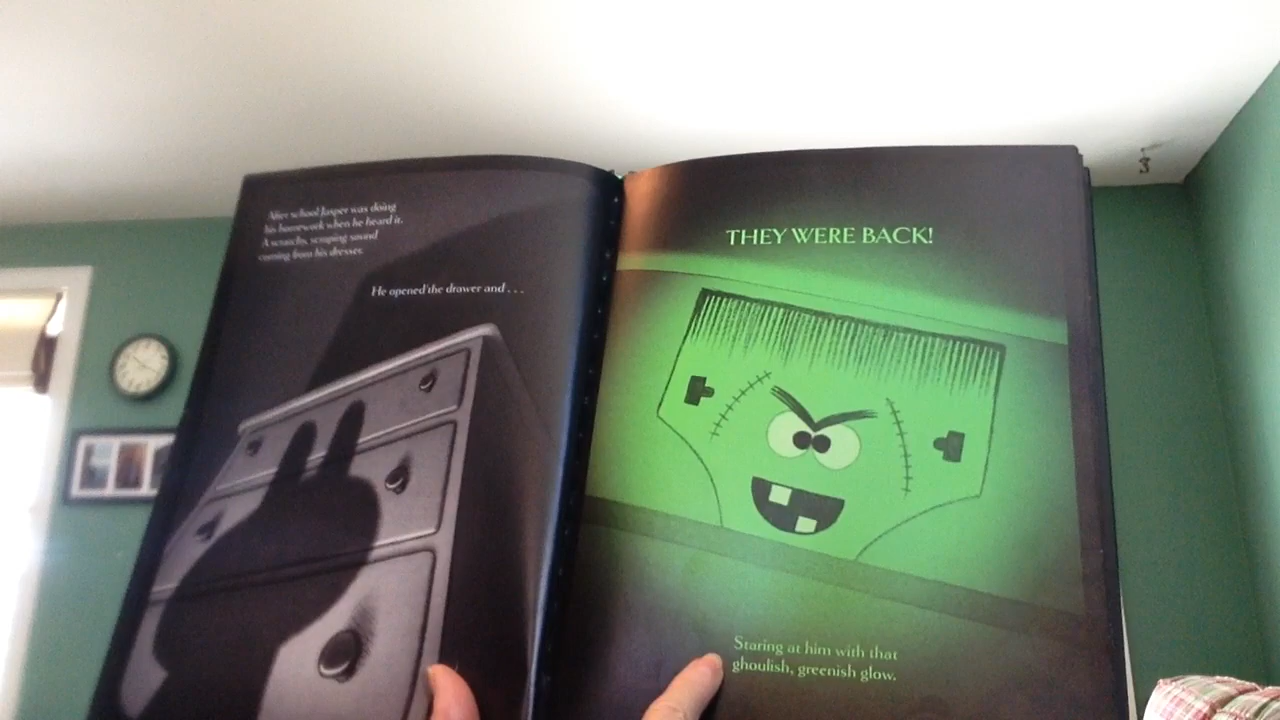 After school Jasper was doing
his homework when he heard it.
A scratchy, scraping sound
coming from his dresser.
He opened the drawer and . . .
THEY WERE BACK!
Staring at him with that
ghoulish, greenish glow.